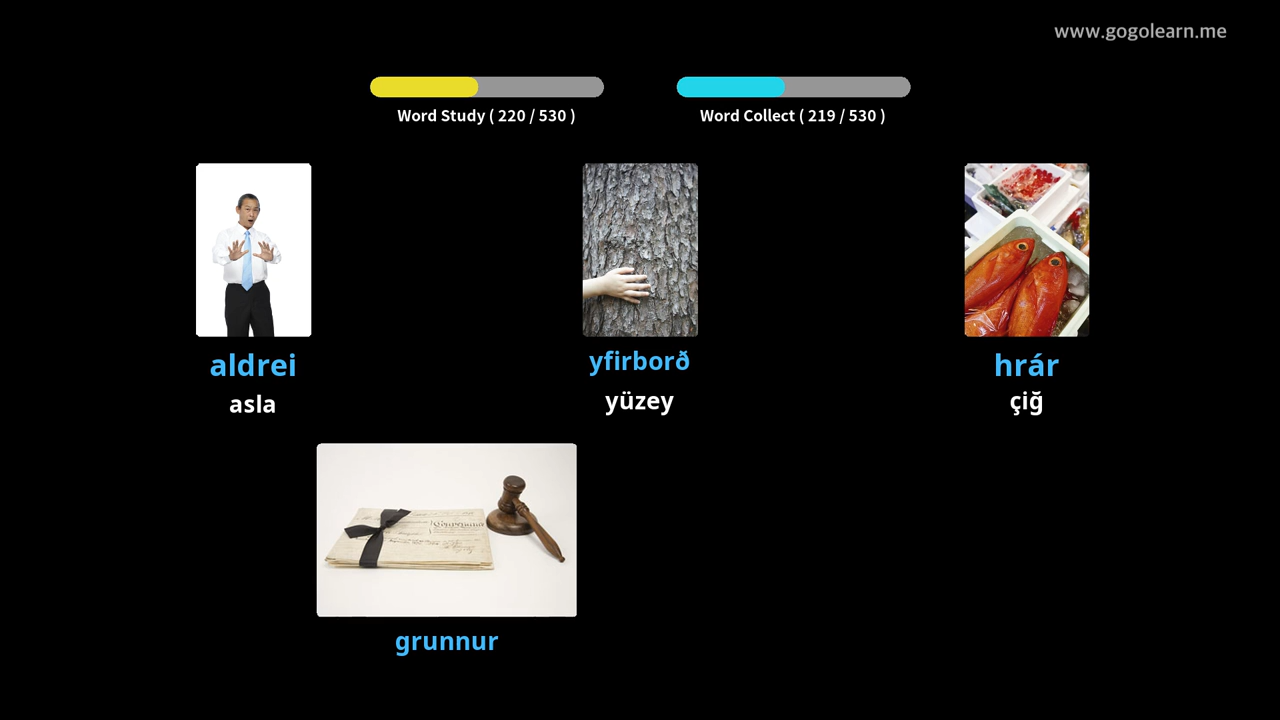 www.gogolearn.me
Word Study ( 220 / 530 )
Word Collect ( 219 / 530 )
aldrei
asla
yfirborð
yüzey
hrár
çiğ
grunnur